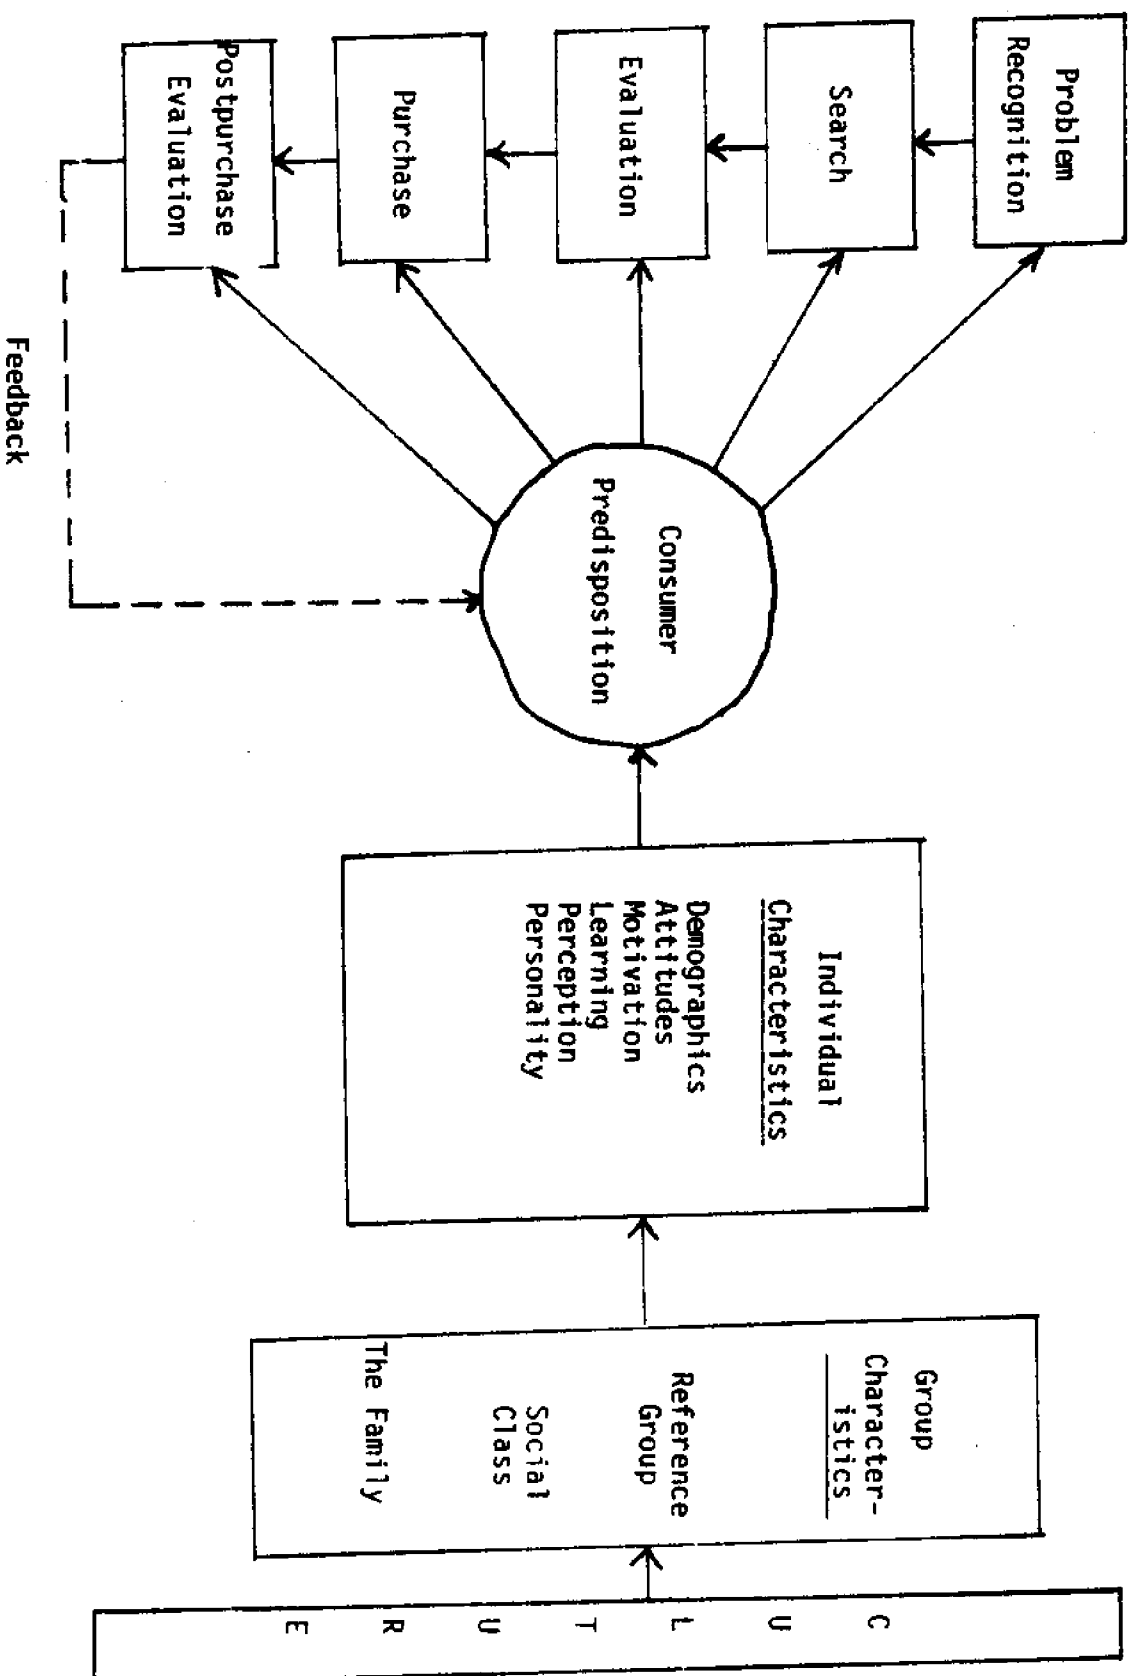 Problem
Recognition
Search
Evaluation
Purchase
Postpurchase
Evaluation
Feedback
Consumer
Predisposition
Individual
Characteristics
Demographics
Attitudes
Motivation
Learning
Perception
Personality
Group
Character-
istics
Reference
Group
Social
Class
The Family
C
U
L
T
U
R
E